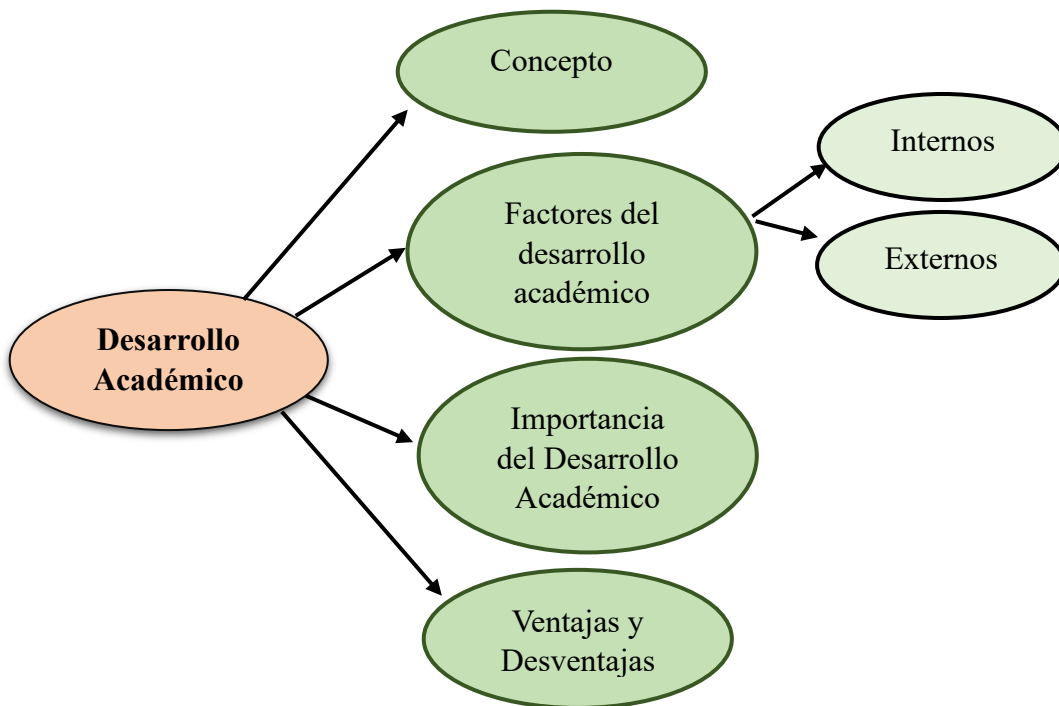 Concepto
Internos
Factores del
desarrollo
académico
Externos
Desarrollo
Académico
Importancia
del Desarrollo
Académico
Ventajas y
Desventajas